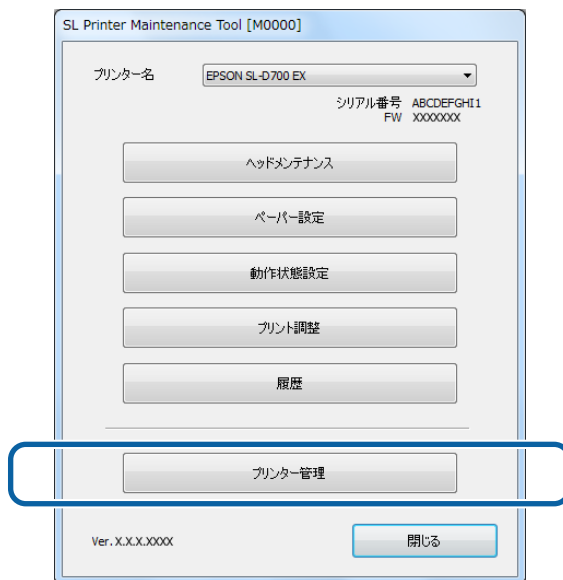 SL Printer Maintenance Tool [M0000]
プリンター名 EPSON SL-D700 EX
シリアル番号 ABCDEFGHI1
FW XXXXXXX
ヘッドメンテナンス
ペーパー設定
動作状態設定
プリント調整
履歴
プリンター管理
Ver. X.X.X.XXXX 閉じる